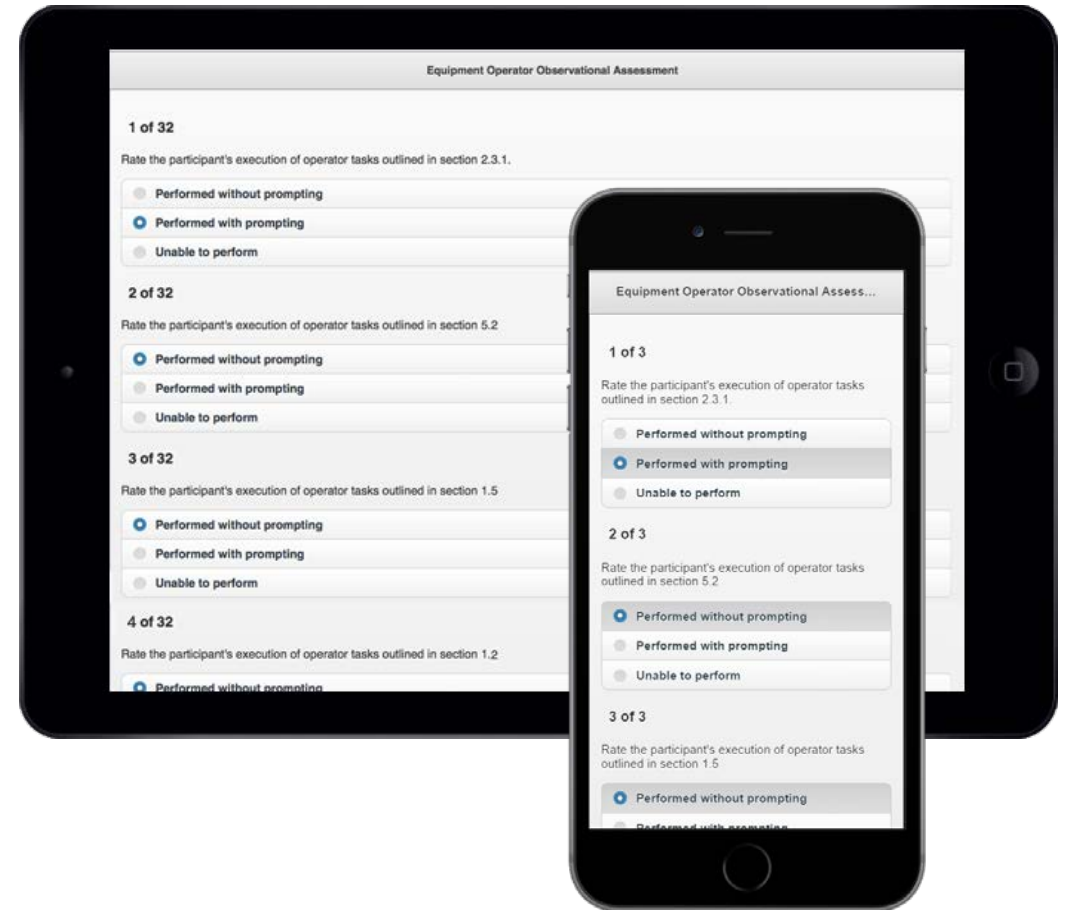 Equipment Operator Observational Assessment
1 of 32
Rate the participant's execution of operator tasks outlined in section 2.3.1.
Performed without prompting
Performed with prompting
Unable to perform
2 of 32
Rate the participant's execution of operator tasks outlined in section 5.2
Performed without prompting
Performed with prompting
Unable to perform
3 of 32
Rate the participant's execution of operator tasks outlined in section 1.5
Performed without prompting
Performed with prompting
Unable to perform
4 of 32
Rate the participant's execution of operator tasks outlined in section 1.2
Performed without prompting
Equipment Operator Observational Assess...
1 of 3
Rate the participant's execution of operator tasks
outlined in section 2.3.1.
Performed without prompting
Performed with prompting
Unable to perform
2 of 3
Rate the participant's execution of operator tasks
outlined in section 5.2
Performed without prompting
Performed with prompting
Unable to perform
3 of 3
Rate the participant's execution of operator tasks
outlined in section 1.5
Performed without prompting
Performed with prompting